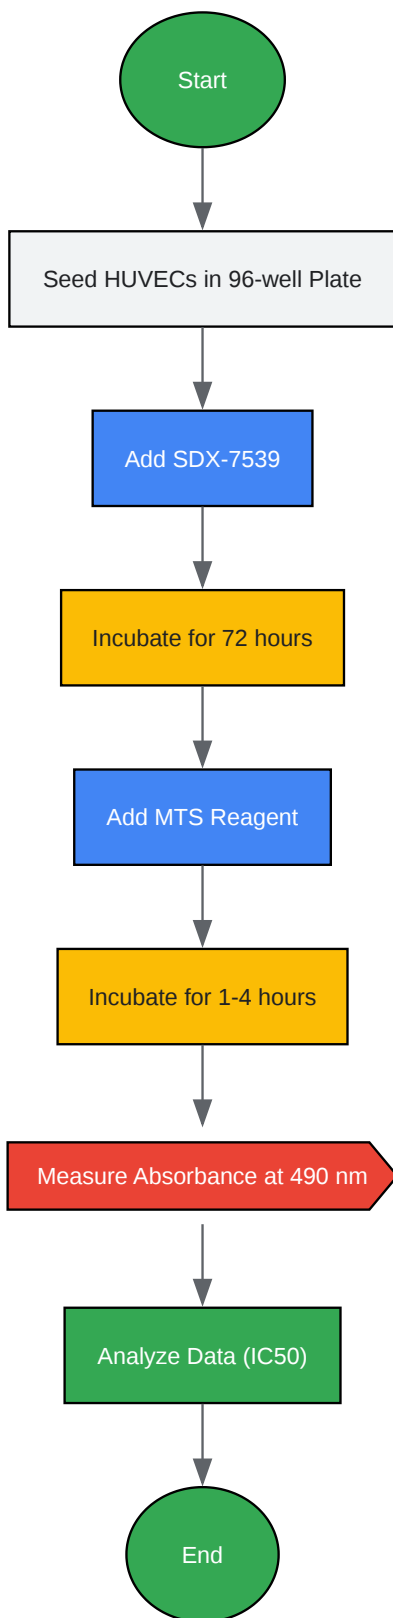 Start
Seed HUVECs in 96-well Plate
Add SDX-7539
Incubate for 72 hours
Add MTS Reagent
Incubate for 1-4 hours
Measure Absorbance at 490 nm
Analyze Data (IC50)
End